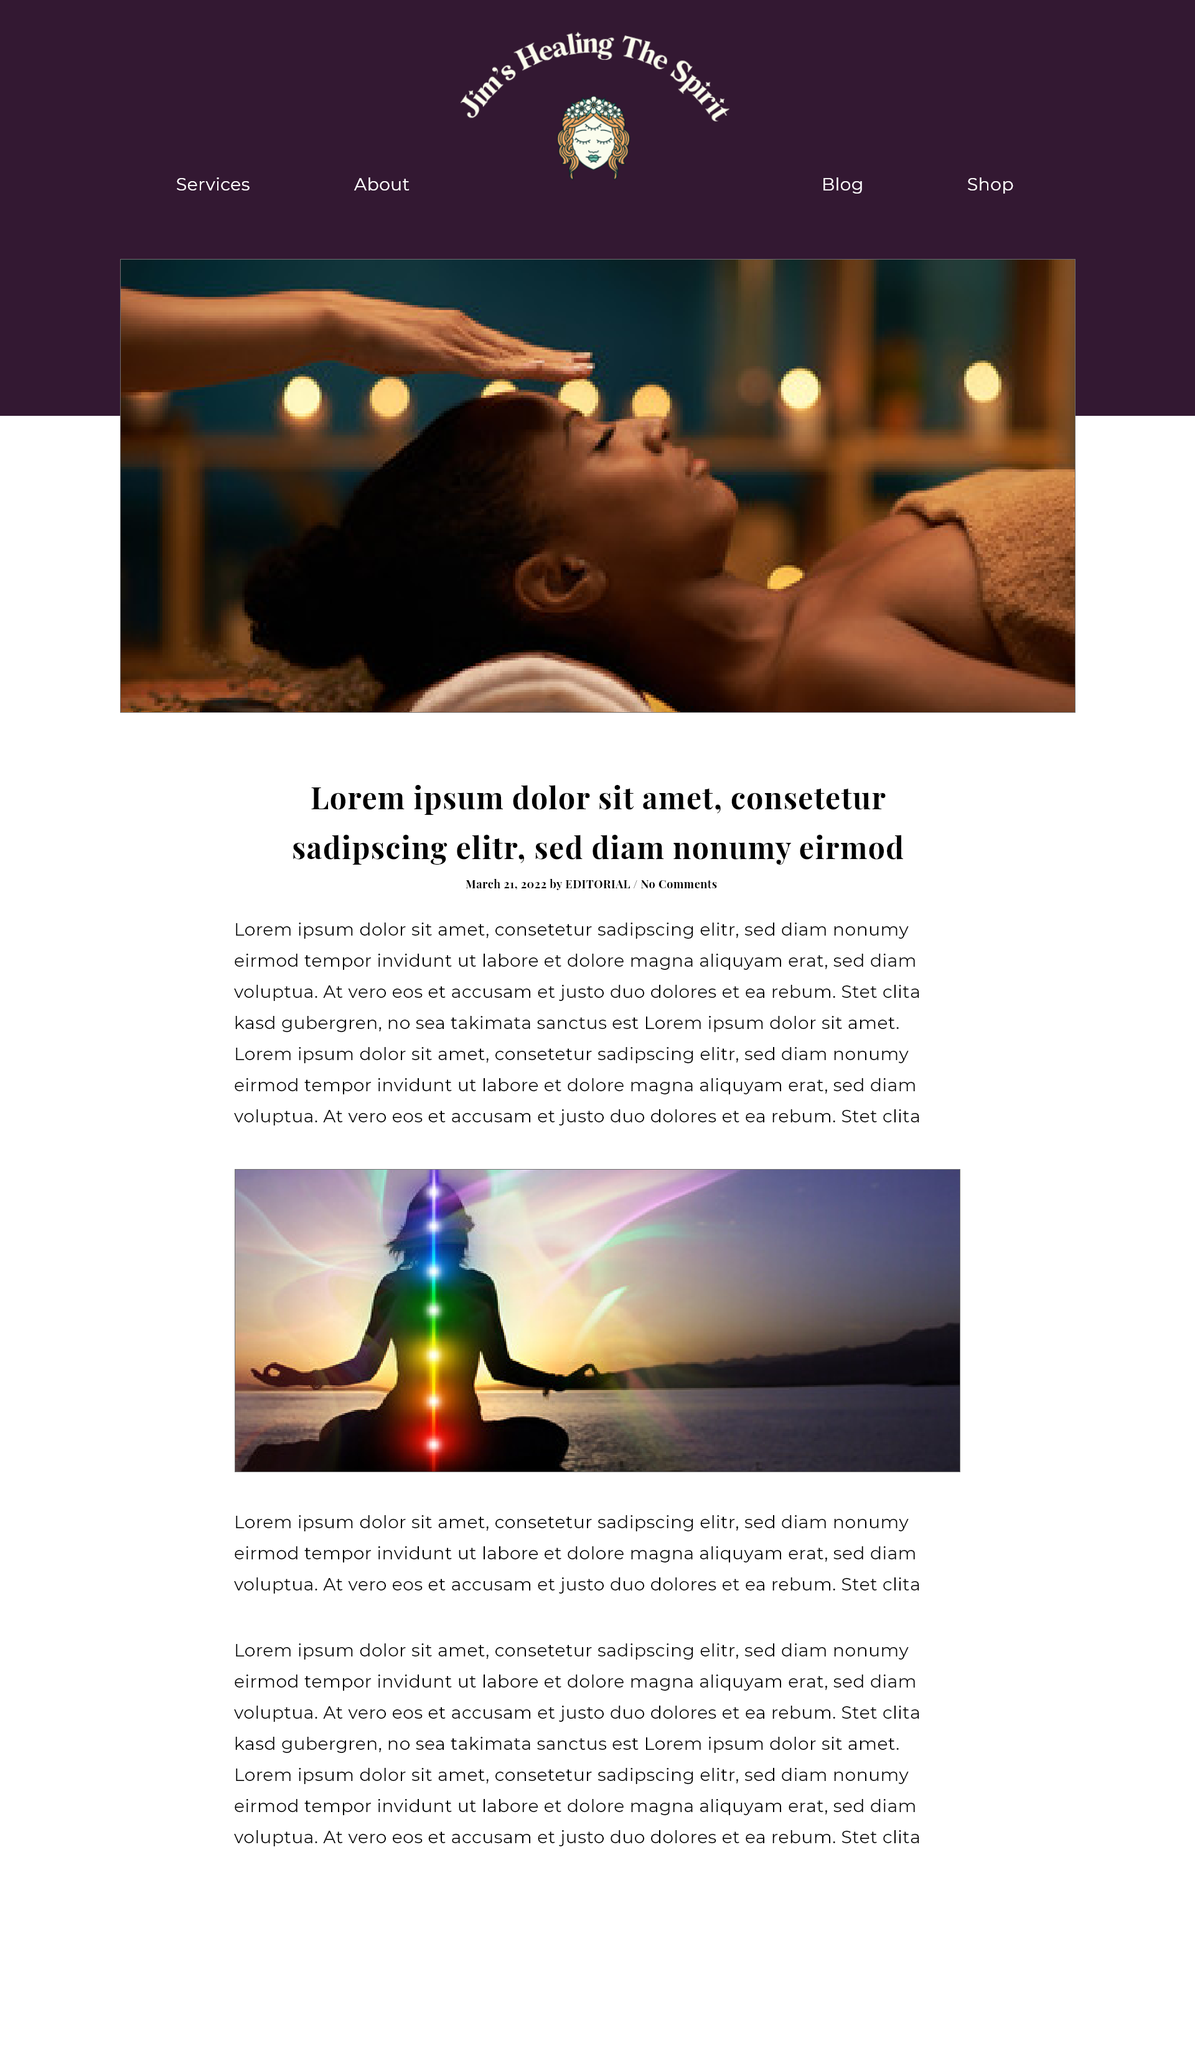 Jim's Healing The Spirit
Services About Blog Shop
Lorem ipsum dolor sit amet, consetetur
sadipscing elitr, sed diam nonumy eirmod
March 21, 2022 by EDITORIAL / No Comments
Lorem ipsum dolor sit amet, consetetur sadipscing elitr, sed diam nonumy
eirmod tempor invidunt ut labore et dolore magna aliquyam erat, sed diam
voluptua. At vero eos et accusam et justo duo dolores et ea rebum. Stet clita
kasd gubergren, no sea takimata sanctus est Lorem ipsum dolor sit amet.
Lorem ipsum dolor sit amet, consetetur sadipscing elitr, sed diam nonumy
eirmod tempor invidunt ut labore et dolore magna aliquyam erat, sed diam
voluptua. At vero eos et accusam et justo duo dolores et ea rebum. Stet clita
Lorem ipsum dolor sit amet, consetetur sadipscing elitr, sed diam nonumy
eirmod tempor invidunt ut labore et dolore magna aliquyam erat, sed diam
voluptua. At vero eos et accusam et justo duo dolores et ea rebum. Stet clita
Lorem ipsum dolor sit amet, consetetur sadipscing elitr, sed diam nonumy
eirmod tempor invidunt ut labore et dolore magna aliquyam erat, sed diam
voluptua. At vero eos et accusam et justo duo dolores et ea rebum. Stet clita
kasd gubergren, no sea takimata sanctus est Lorem ipsum dolor sit amet.
Lorem ipsum dolor sit amet, consetetur sadipscing elitr, sed diam nonumy
eirmod tempor invidunt ut labore et dolore magna aliquyam erat, sed diam
voluptua. At vero eos et accusam et justo duo dolores et ea rebum. Stet clita